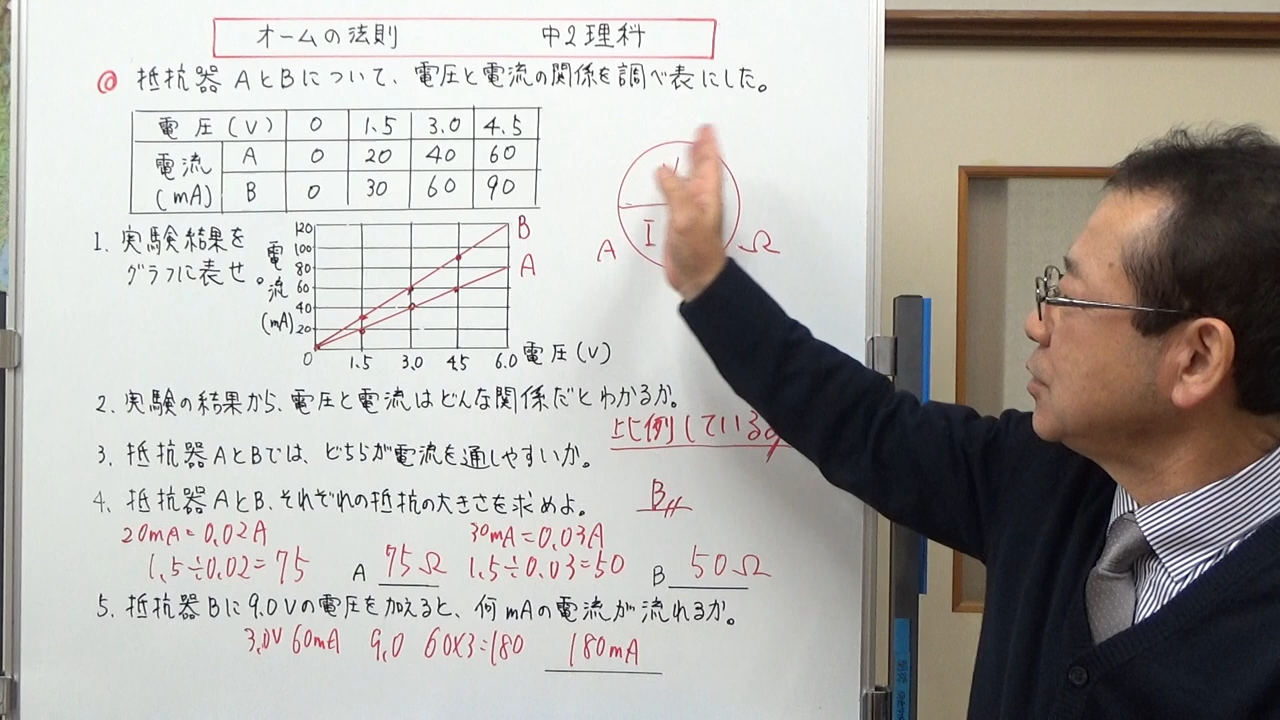 オームの法則 中2理科
◎ 抵抗器AとBについて、電圧と電流の関係を調べ表にした。
電圧(V) 0 1.5 3.0 4.5
電流(mA) A 0 20 40 60
B 0 30 60 90
1. 実験結果をグラフに表せ。
電流(mA)
120
100
80
60
40
20
0 1.5 3.0 4.5 6.0 電圧(V)
B
A
I
A Ω
2. 実験の結果から、電圧と電流はどんな関係だとわかるか。
比例している
3. 抵抗器AとBでは、どちらが電流を通しやすいか。
B
4. 抵抗器AとB、それぞれの抵抗の大きさを求めよ。
20mA=0.02A 30mA=0.03A
1.5÷0.02=75 A 75Ω 1.5÷0.03=50 B 50Ω
5. 抵抗器Bに9.0Vの電圧を加えると、何mAの電流が流れるか。
3.0V 60mA 9.0 60×3=180 180mA